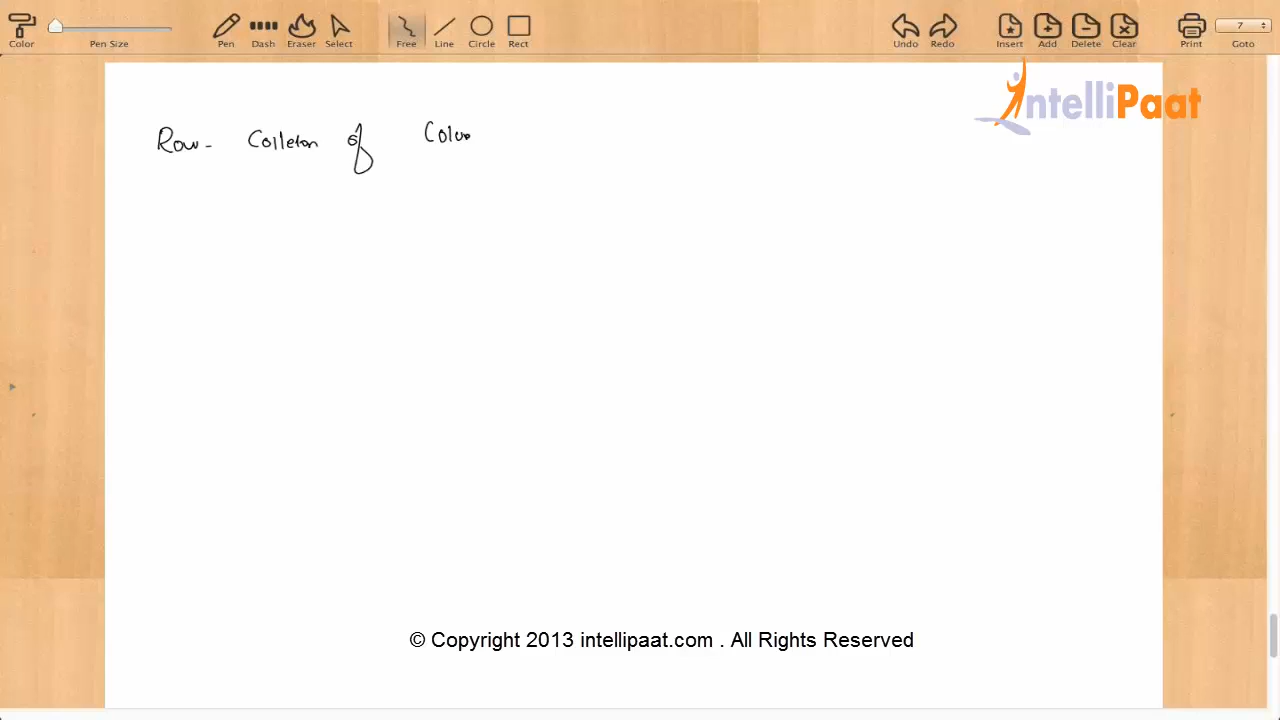 Color
Pen Size
Pen
Dash
Eraser
Select
Free
Line
Circle
Rect
Undo
Redo
Insert
Add
Delete
Clear
Print
7
Goto
IntelliPaat
Row - Colleton of Colu
© Copyright 2013 intellipaat.com . All Rights Reserved